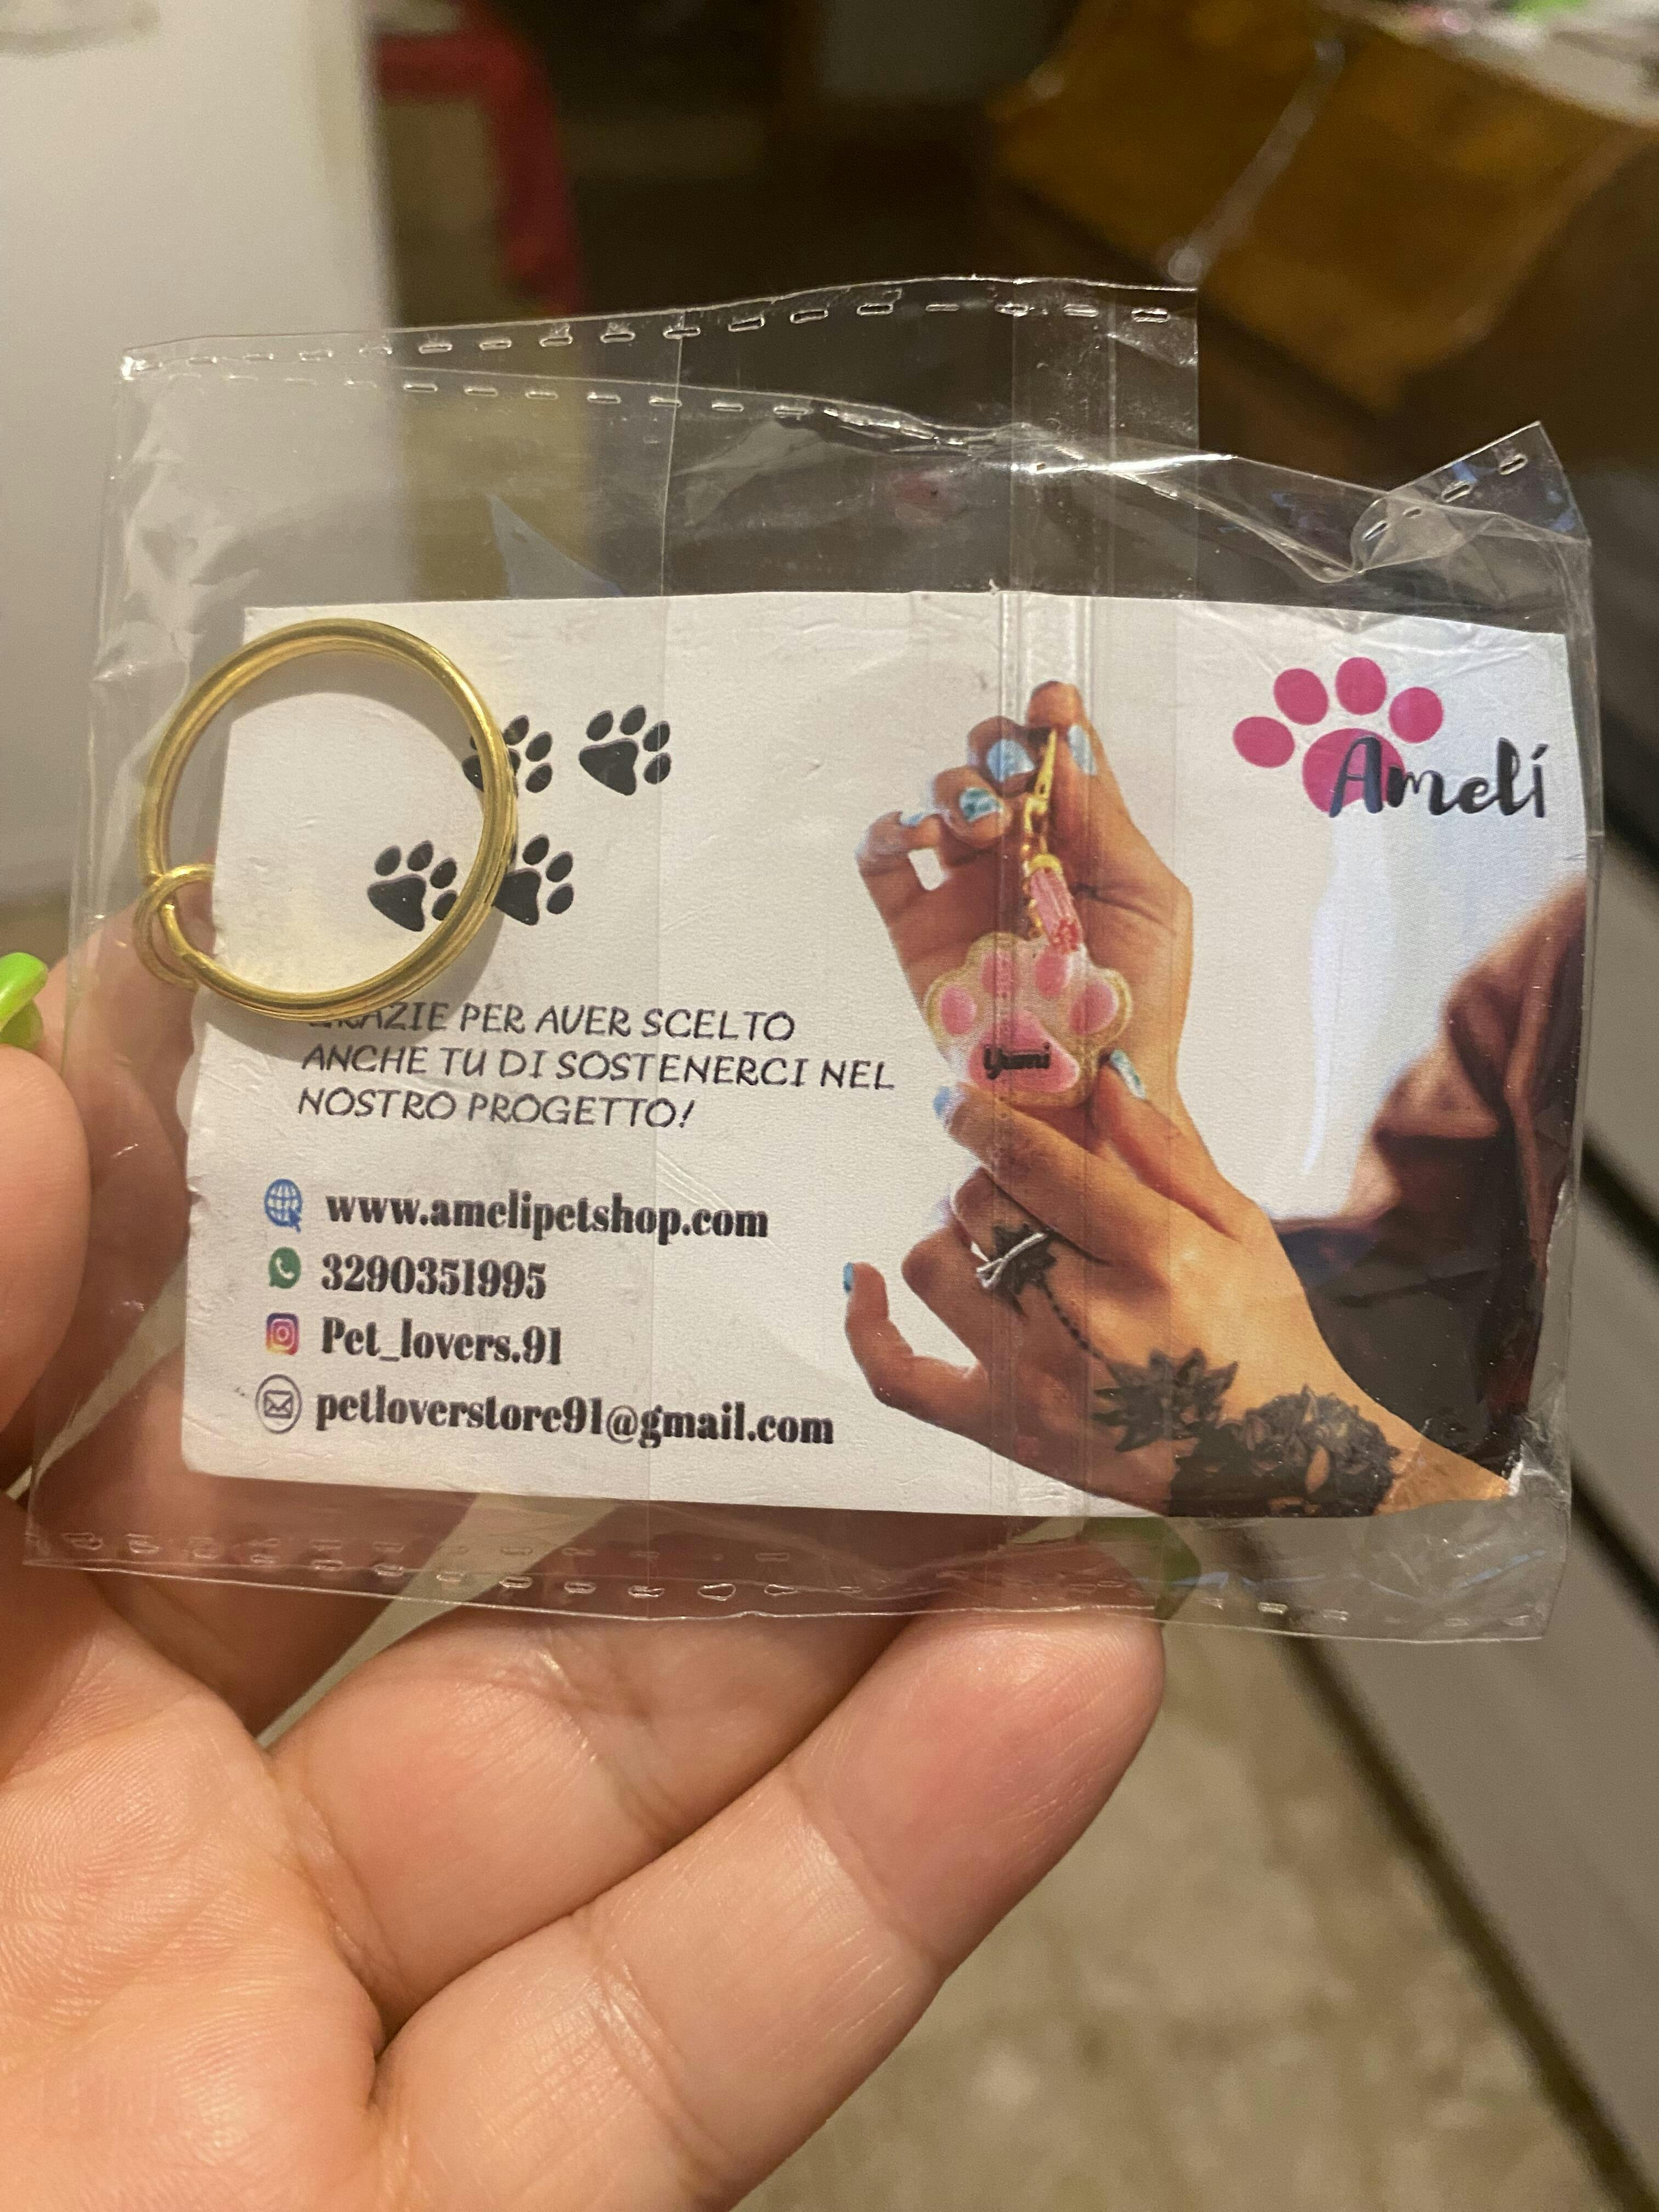 Amelí
Yumi
GRAZIE PER AVER SCELTO
ANCHE TU DI SOSTENERCI NEL
NOSTRO PROGETTO!
www.amelipetshop.com
3290351995
Pet_lovers.91
petloverstore91@gmail.com